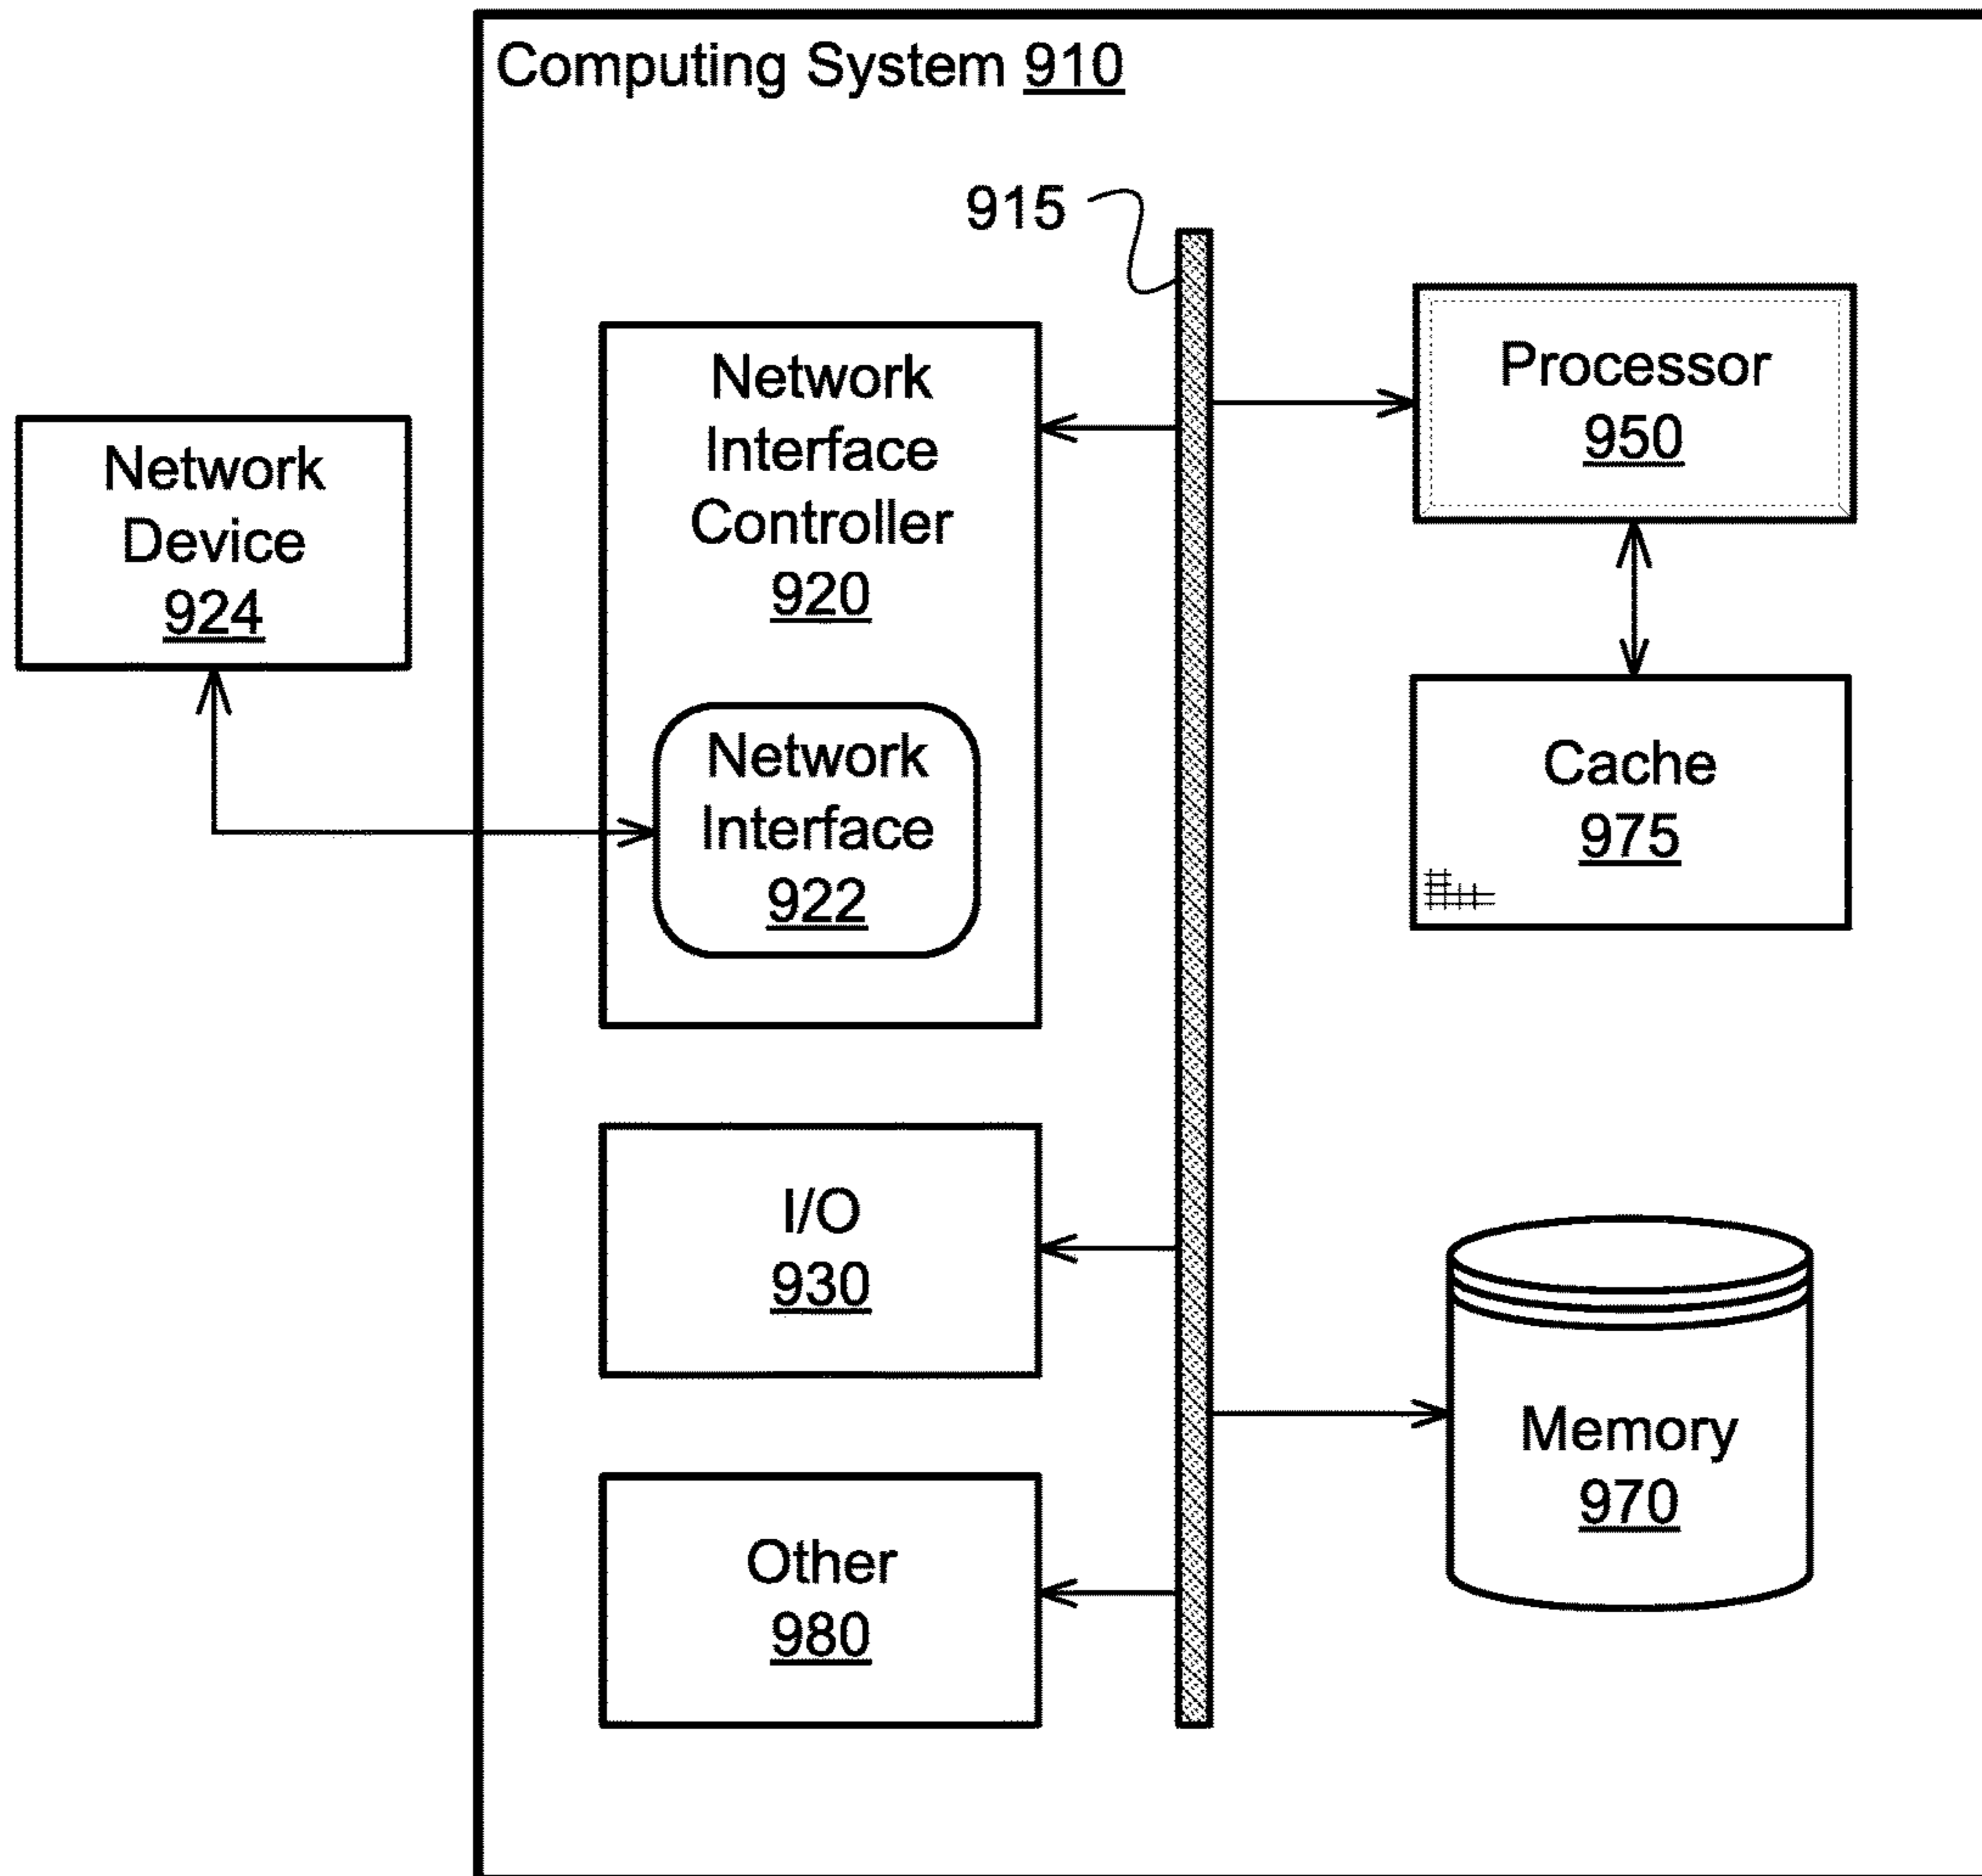 Computing System 910
915
Network
Interface
Controller
920
Processor
950
Network
Device
924
Network
Interface
922
Cache
975
I/O
930
Memory
970
Other
980